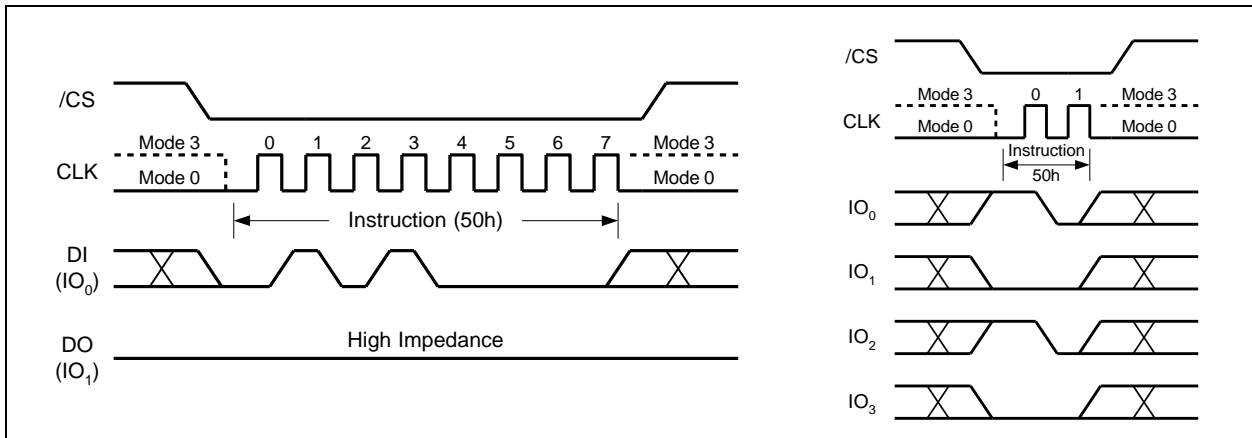 /CS
Mode 3 0 1 2 3 4 5 6 7 Mode 3
CLK
Mode 0 Mode 0
Instruction (50h)
DI
(IO0)
High Impedance
DO
(IO1)
/CS
Mode 3 0 1 Mode 3
CLK
Mode 0 Mode 0
Instruction
50h
IO0
IO1
IO2
IO3